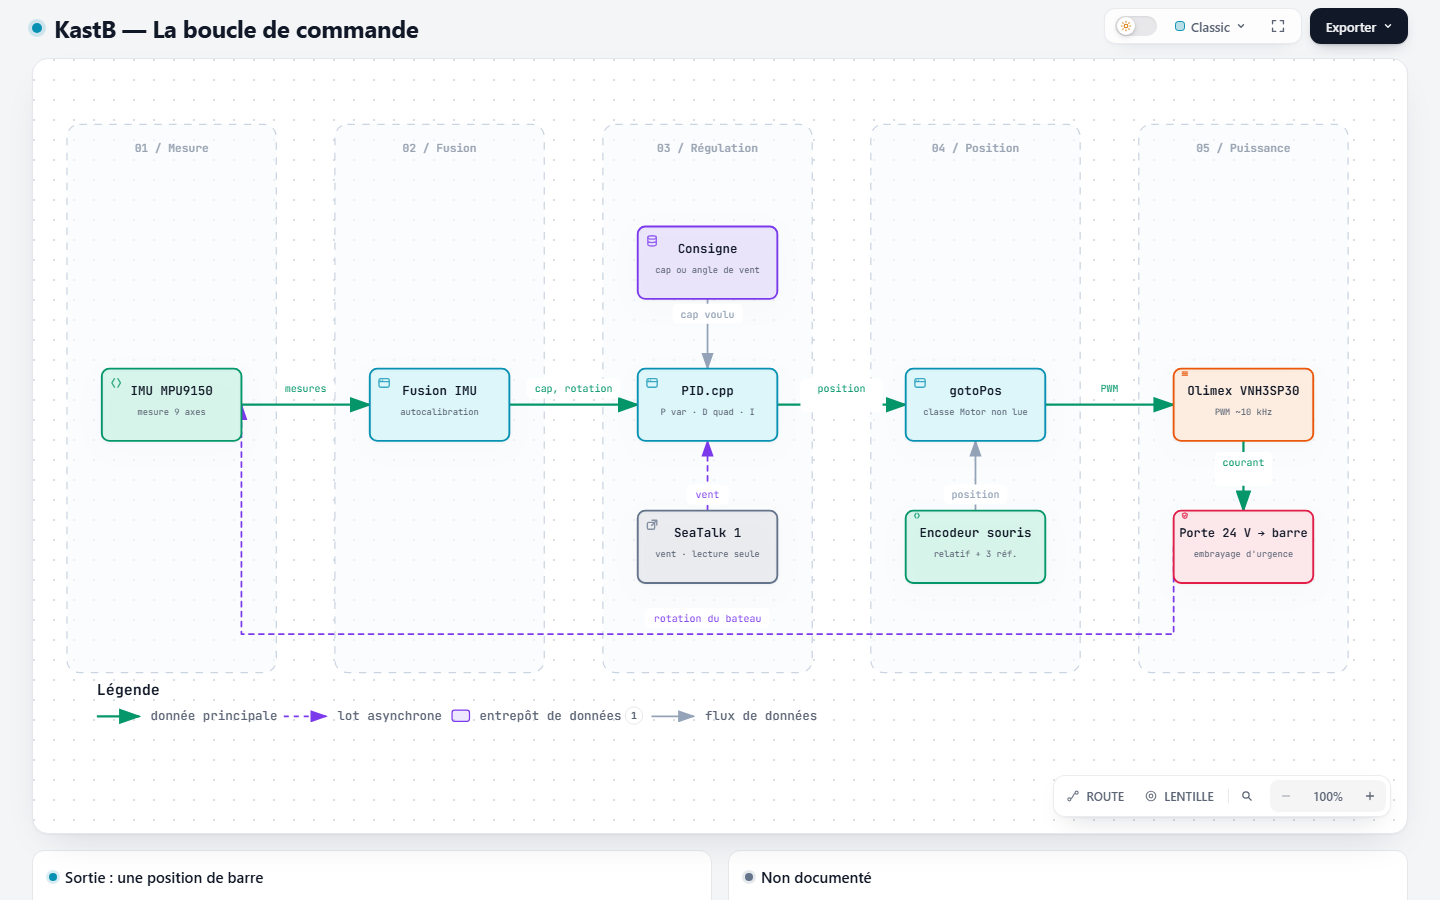 KastB — La boucle de commande
Classic
Exporter
01 / Mesure
02 / Fusion
03 / Régulation
04 / Position
05 / Puissance
Consigne
cap ou angle de vent
cap voulu
IMU MPU9150
mesure 9 axes
mesures
Fusion IMU
autocalibration
cap, rotation
PID.cpp
P var · D quad · I
position
gotoPos
classe Motor non lue
PWM
Olimex VNH3SP30
PWM ~10 kHz
courant
vent
position
SeaTalk 1
vent · lecture seule
Encodeur souris
relatif + 3 réf.
Porte 24 V → barre
embrayage d'urgence
rotation du bateau
Légende
donnée principale
lot asynchrone
entrepôt de données 1
flux de données
ROUTE
LENTILLE
− 100% +
Sortie : une position de barre
Non documenté